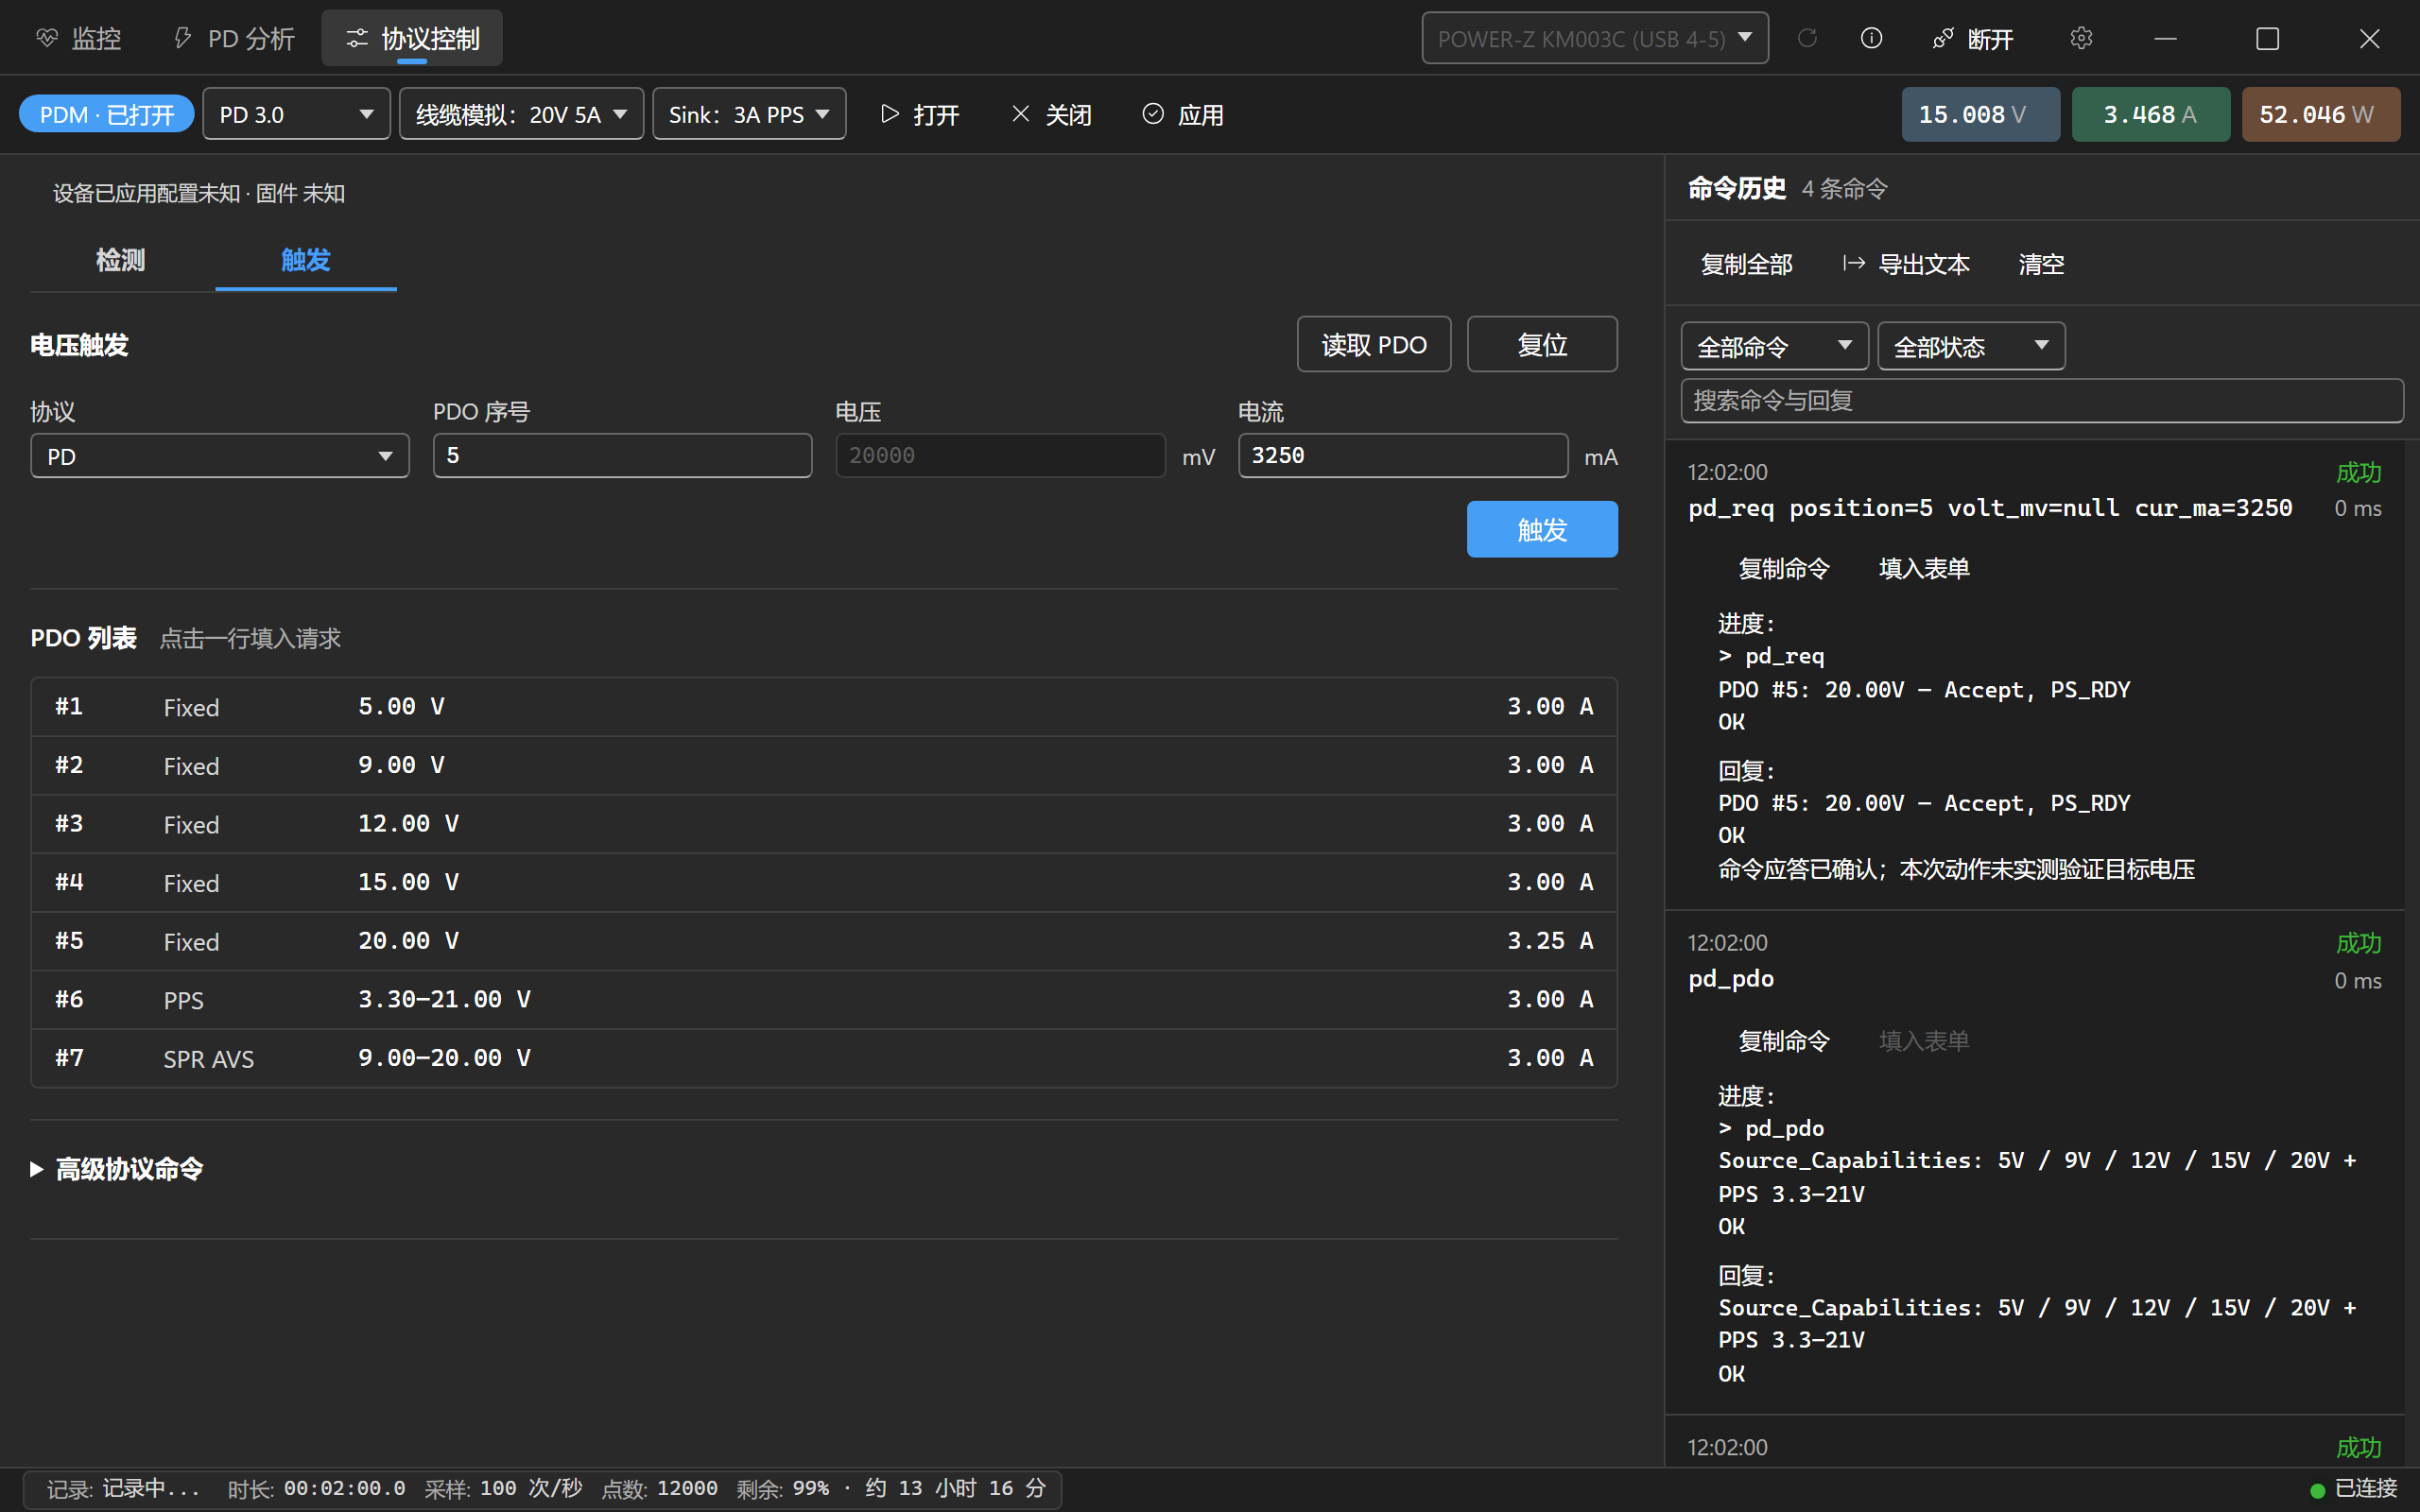 监控 PD 分析 协议控制 POWER-Z KM003C (USB 4-5) 断开
PDM · 已打开 PD 3.0 线缆模拟：20V 5A Sink：3A PPS 打开 关闭 应用 15.008 V 3.468 A 52.046 W
设备已应用配置未知 · 固件 未知
检测 触发
电压触发 读取 PDO 复位
协议 PDO 序号 电压 电流
PD 5 20000 mV 3250 mA
触发
PDO 列表 点击一行填入请求
#1 Fixed 5.00 V 3.00 A
#2 Fixed 9.00 V 3.00 A
#3 Fixed 12.00 V 3.00 A
#4 Fixed 15.00 V 3.00 A
#5 Fixed 20.00 V 3.25 A
#6 PPS 3.30–21.00 V 3.00 A
#7 SPR AVS 9.00–20.00 V 3.00 A
高级协议命令
命令历史 4 条命令
复制全部 导出文本 清空
全部命令 全部状态
搜索命令与回复
12:02:00 成功
pd_req position=5 volt_mv=null cur_ma=3250 0 ms
复制命令 填入表单
进度:
> pd_req
PDO #5: 20.00V — Accept, PS_RDY
OK
回复:
PDO #5: 20.00V — Accept, PS_RDY
OK
命令应答已确认；本次动作未实测验证目标电压
12:02:00 成功
pd_pdo 0 ms
复制命令 填入表单
进度:
> pd_pdo
Source_Capabilities: 5V / 9V / 12V / 15V / 20V +
PPS 3.3–21V
OK
回复:
Source_Capabilities: 5V / 9V / 12V / 15V / 20V +
PPS 3.3–21V
OK
12:02:00 成功
记录: 记录中... 时长: 00:02:00.0 采样: 100 次/秒 点数: 12000 剩余: 99% · 约 13 小时 16 分 已连接